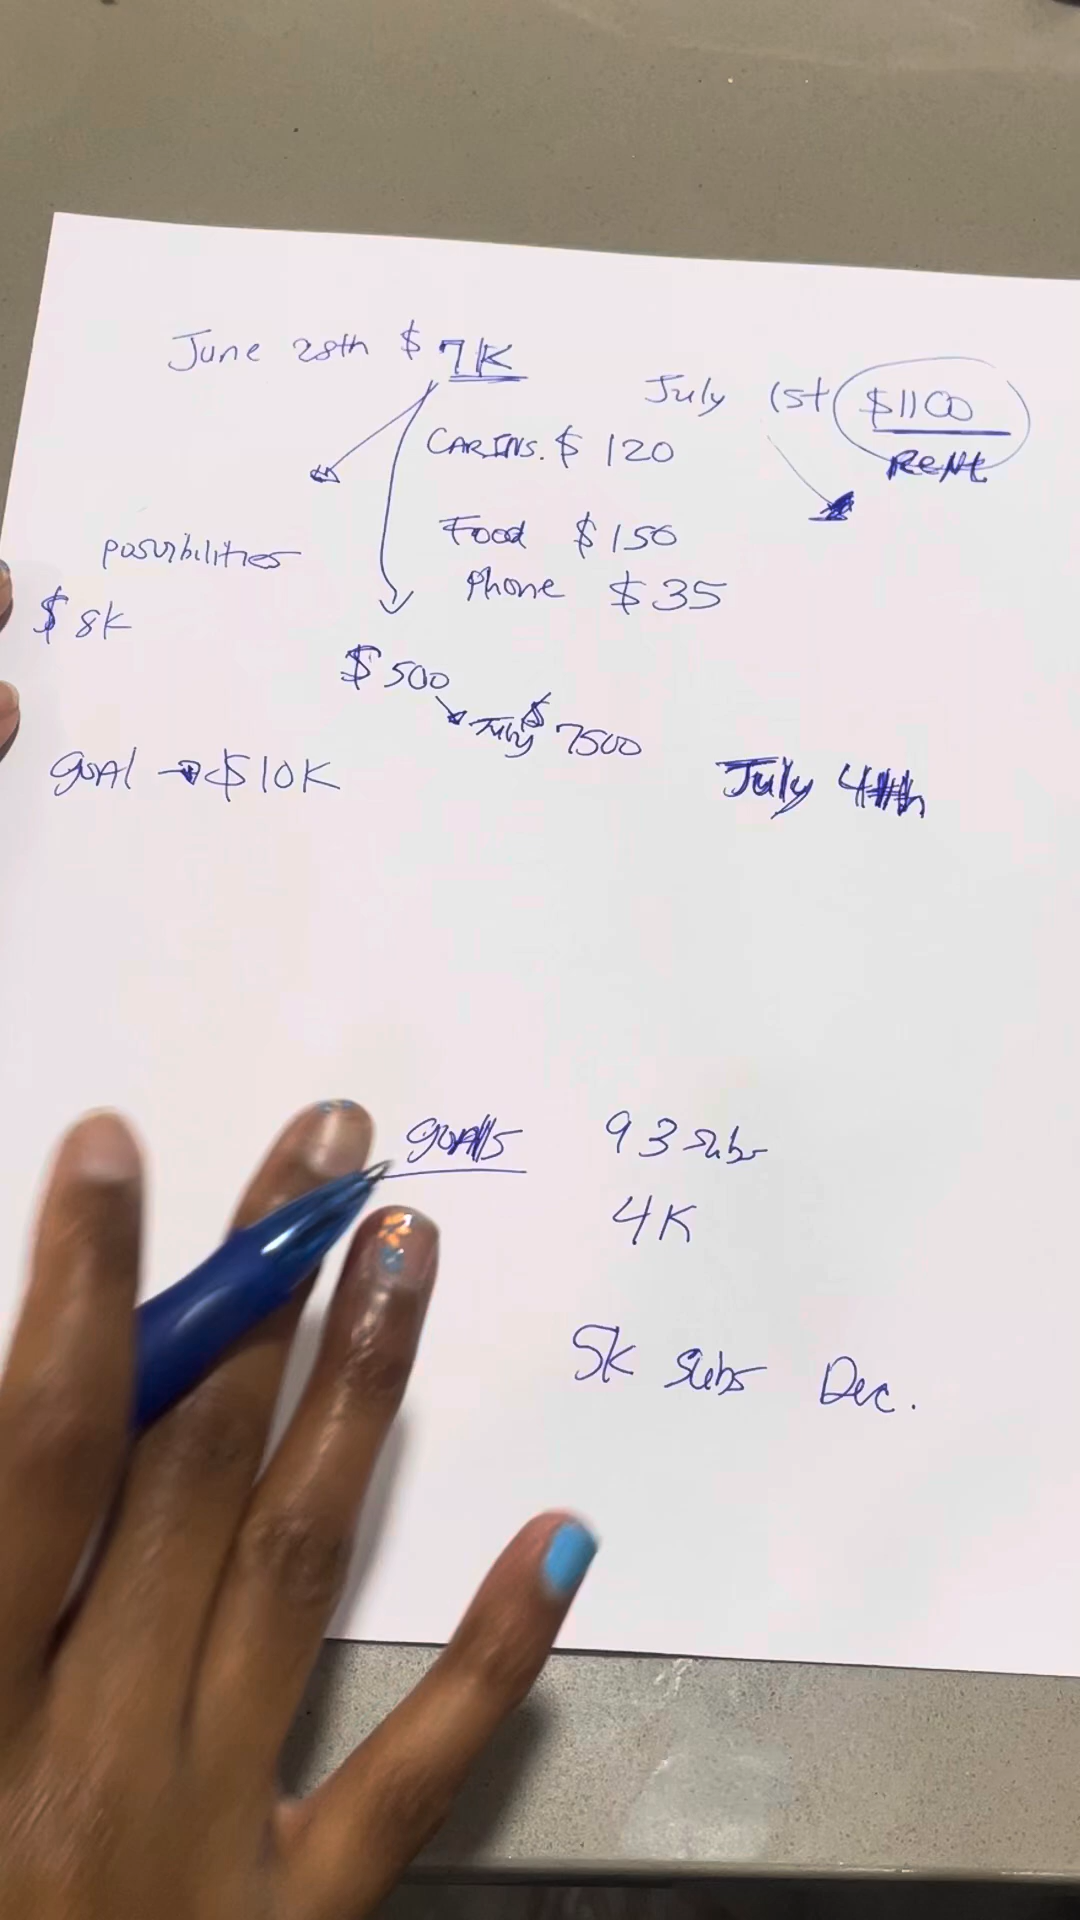 June 28th $ 7K
July 1st $1100
Rent
CAR INS. $ 120
Food $ 150
Phone $ 35
possibilities
$ 8K
$ 500
July $ 7500
goal $10K
July 4th
goals
93 subs
4K
5K subs Dec.